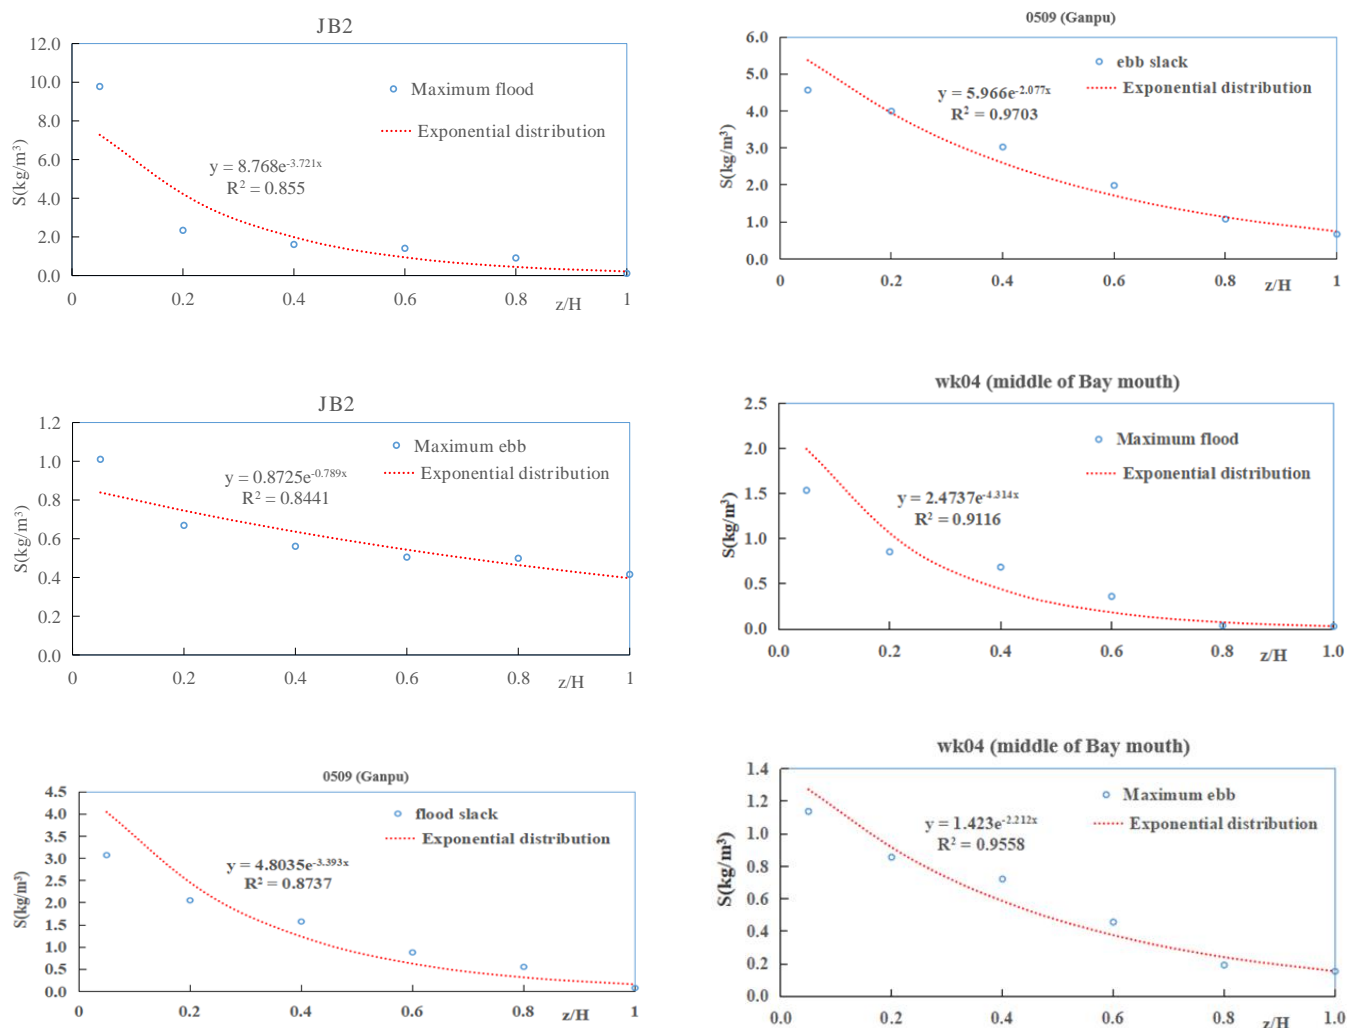 JB2
12.0
10.0
8.0
6.0
4.0
2.0
0.0
S(kg/m³)
Maximum flood
Exponential distribution
y = 8.768e^-3.721x
R² = 0.855
0 0.2 0.4 0.6 0.8 z/H 1
0509 (Ganpu)
6.0
5.0
4.0
3.0
2.0
1.0
0.0
S(kg/m³)
ebb slack
Exponential distribution
y = 5.966e^-2.077x
R² = 0.9703
0 0.2 0.4 0.6 0.8 z/H 1
JB2
1.2
1.0
0.8
0.6
0.4
0.2
0.0
S(kg/m³)
Maximum ebb
Exponential distribution
y = 0.8725e^-0.789x
R² = 0.8441
0 0.2 0.4 0.6 0.8 z/H 1
wk04 (middle of Bay mouth)
2.5
2.0
1.5
1.0
0.5
0.0
S(kg/m³)
Maximum flood
Exponential distribution
y = 2.4737e^-4.314x
R² = 0.9116
0.0 0.2 0.4 0.6 0.8 z/H 1.0
0509 (Ganpu)
4.5
4.0
3.5
3.0
2.5
2.0
1.5
1.0
0.5
0.0
S(kg/m³)
flood slack
Exponential distribution
y = 4.8035e^-3.393x
R² = 0.8737
0 0.2 0.4 0.6 0.8 z/H 1
wk04 (middle of Bay mouth)
1.4
1.2
1.0
0.8
0.6
0.4
0.2
0.0
S(kg/m³)
Maximum ebb
Exponential distribution
y = 1.423e^-2.212x
R² = 0.9558
0.0 0.2 0.4 0.6 0.8 z/H 1.0